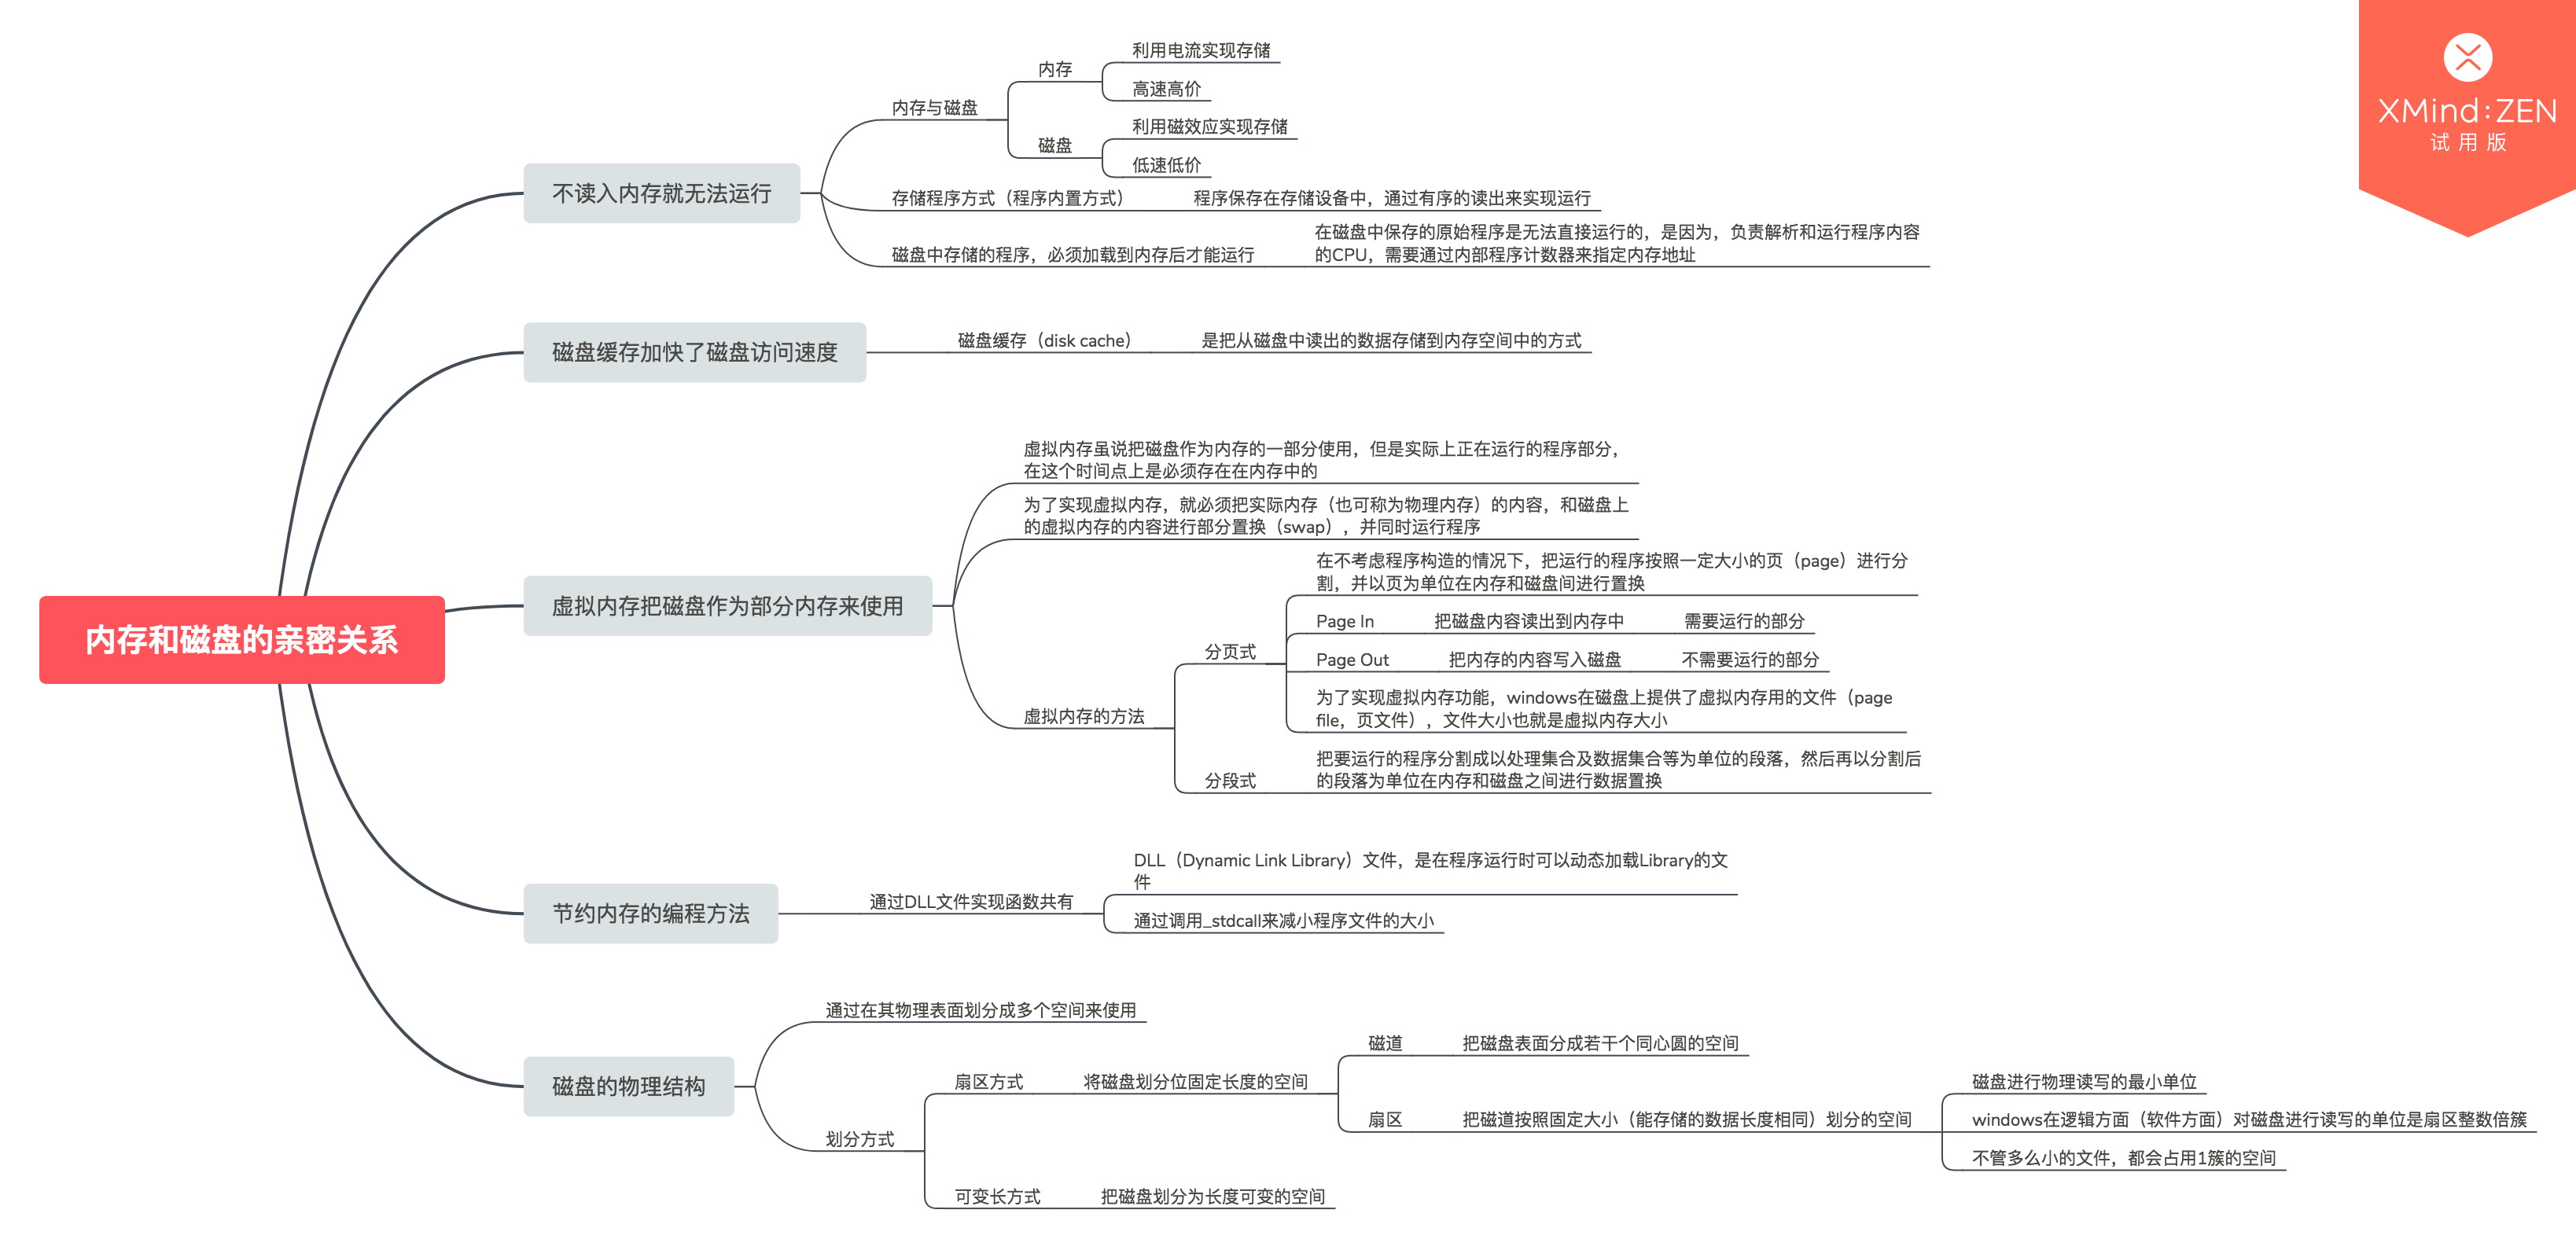 XMind:ZEN
试用版
内存和磁盘的亲密关系
不读入内存就无法运行
内存与磁盘
内存
利用电流实现存储
高速高价
磁盘
利用磁效应实现存储
低速低价
存储程序方式（程序内置方式）
程序保存在存储设备中，通过有序的读出来实现运行
磁盘中存储的程序，必须加载到内存后才能运行
在磁盘中保存的原始程序是无法直接运行的，是因为，负责解析和运行程序内容
的CPU，需要通过内部程序计数器来指定内存地址
磁盘缓存加快了磁盘访问速度
磁盘缓存（disk cache）
是把从磁盘中读出的数据存储到内存空间中的方式
虚拟内存把磁盘作为部分内存来使用
虚拟内存虽说把磁盘作为内存的一部分使用，但是实际上正在运行的程序部分，
在这个时间点上是必须存在在内存中的
为了实现虚拟内存，就必须把实际内存（也可称为物理内存）的内容，和磁盘上
的虚拟内存的内容进行部分置换（swap），并同时运行程序
虚拟内存的方法
分页式
在不考虑程序构造的情况下，把运行的程序按照一定大小的页（page）进行分
割，并以页为单位在内存和磁盘间进行置换
Page In
把磁盘内容读出到内存中
需要运行的部分
Page Out
把内存的内容写入磁盘
不需要运行的部分
为了实现虚拟内存功能，windows在磁盘上提供了虚拟内存用的文件（page
file，页文件），文件大小也就是虚拟内存大小
分段式
把要运行的程序分割成以处理集合及数据集合等为单位的段落，然后再以分割后
的段落为单位在内存和磁盘之间进行数据置换
节约内存的编程方法
通过DLL文件实现函数共有
DLL（Dynamic Link Library）文件，是在程序运行时可以动态加载Library的文
件
通过调用_stdcall来减小程序文件的大小
磁盘的物理结构
通过在其物理表面划分成多个空间来使用
划分方式
扇区方式
将磁盘划分位固定长度的空间
磁道
把磁盘表面分成若干个同心圆的空间
扇区
把磁道按照固定大小（能存储的数据长度相同）划分的空间
磁盘进行物理读写的最小单位
windows在逻辑方面（软件方面）对磁盘进行读写的单位是扇区整数倍簇
不管多么小的文件，都会占用1簇的空间
可变长方式
把磁盘划分为长度可变的空间